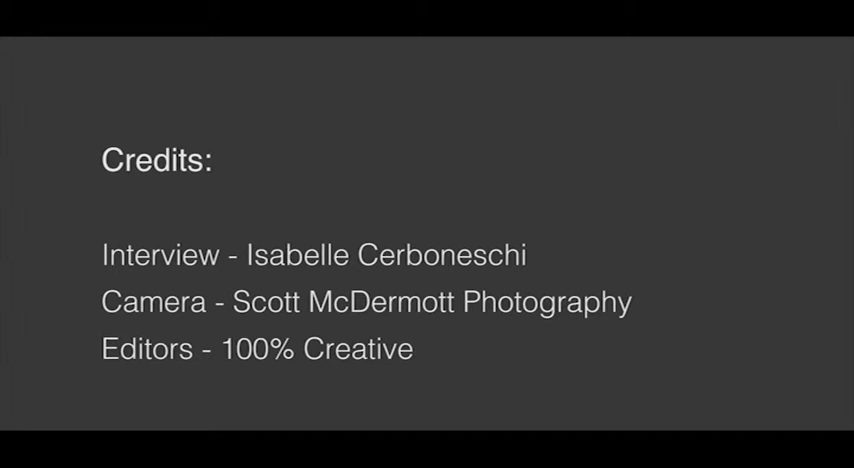 Credits:
Interview - Isabelle Cerboneschi
Camera - Scott McDermott Photography
Editors - 100% Creative